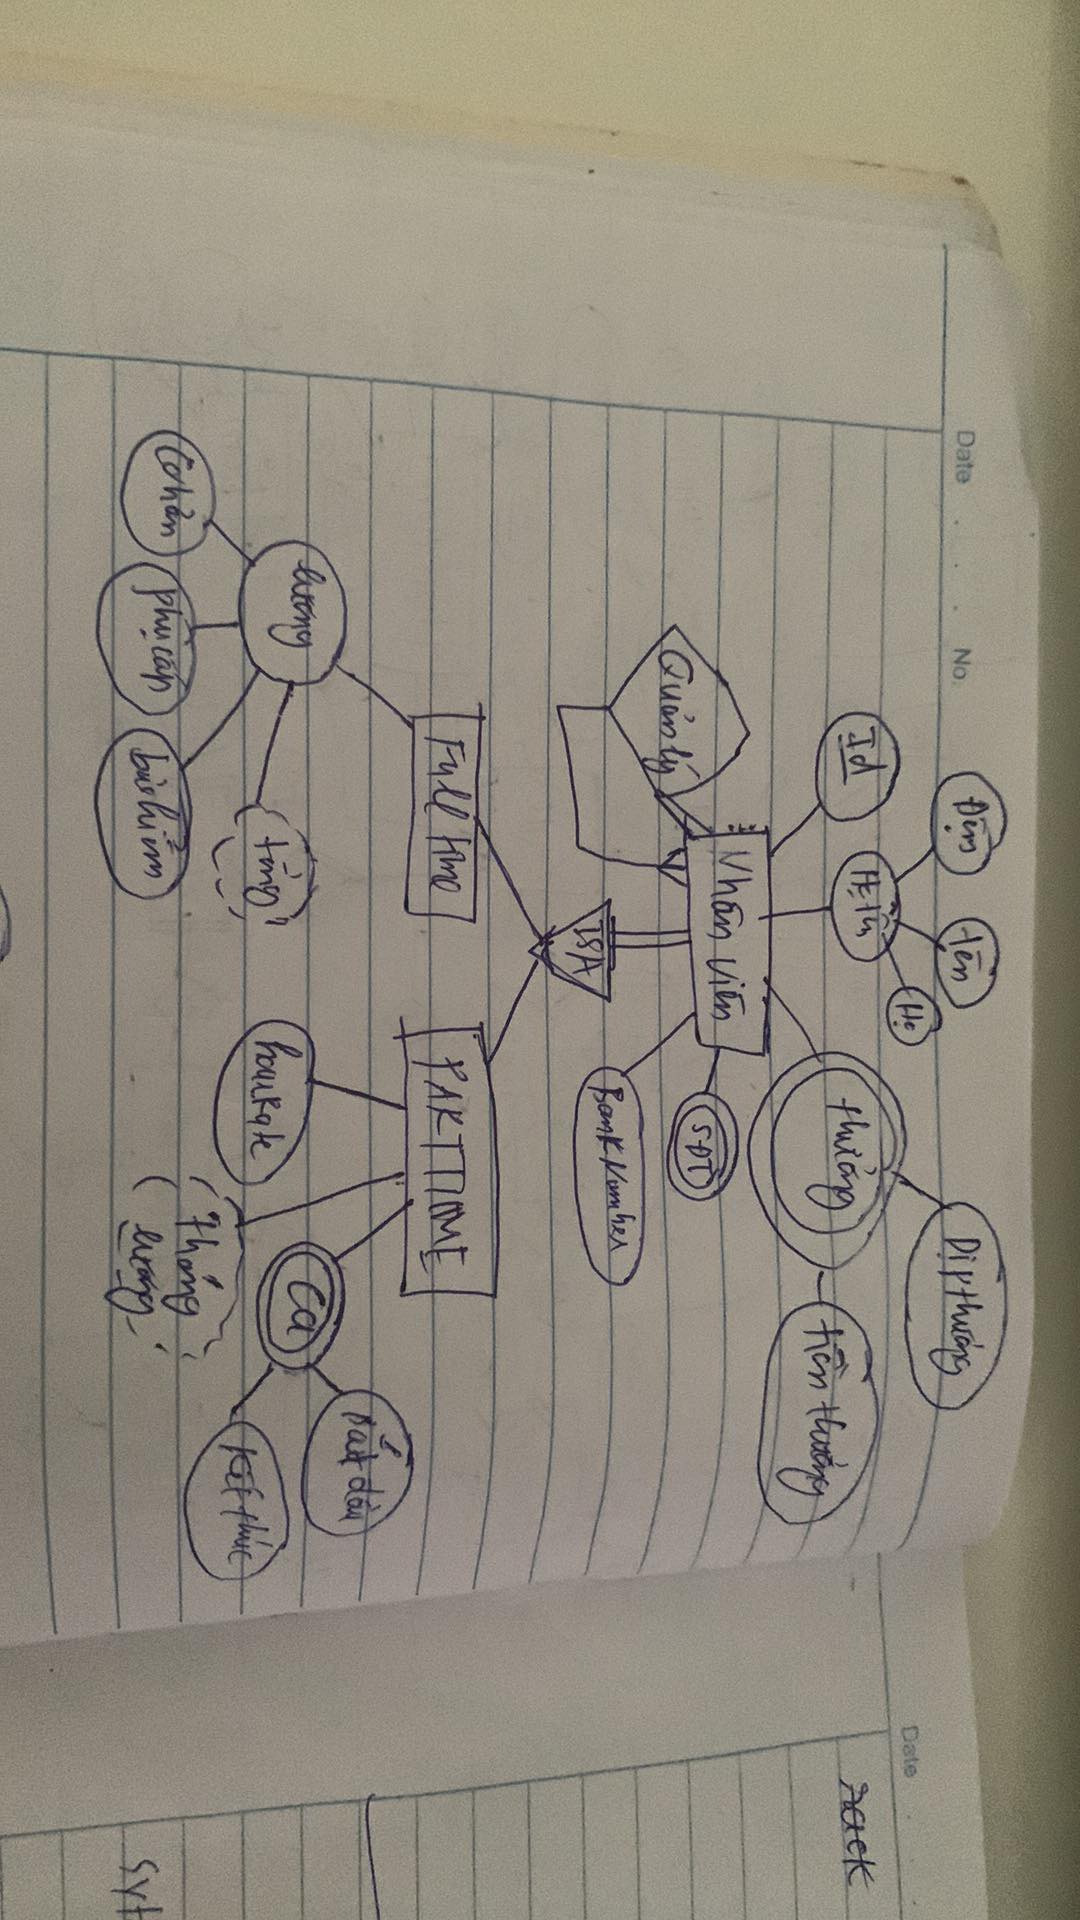 Date . . . . No.
Đệm
tên
Họ
Dịp thưởng
Id
Họ tên
thưởng
tiền thưởng
Nhân viên
SĐT
Quản lý
BankNumber
ISA
Full time
PARTTIME
lương
tổng
hourRate
Ca
Bắt đầu
Kết thúc
Cơ bản
phụ cấp
bảo hiểm
tháng
lương
Date
rack